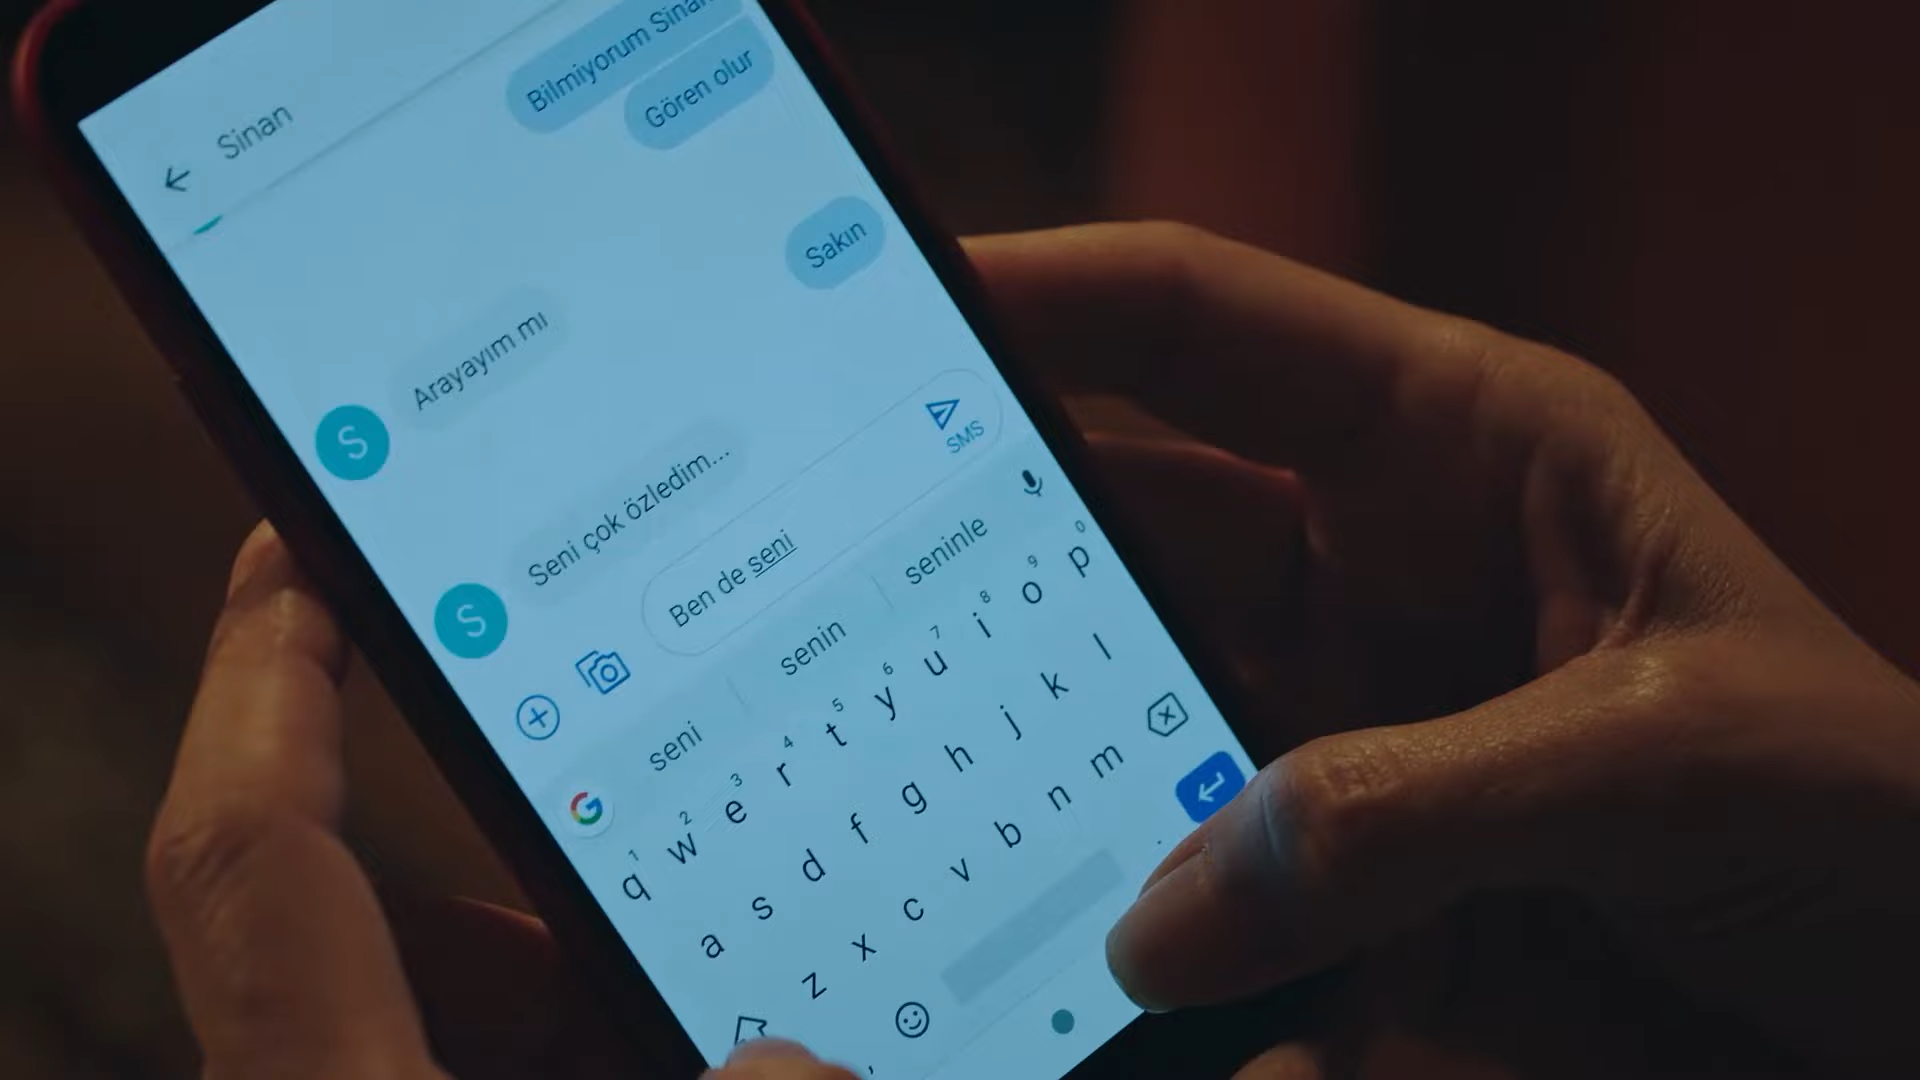 Sinan
Bilmiyorum Sinan
Gören olur
Arayayım mı
S
Sakın
Seni çok özledim...
S
Ben de seni
SMS
seni
senin
seninle
G
q w e r t y u i o p
1 2 3 4 5 6 7 8 9 0
a s d f g h j k l
z x c v b n m
, .